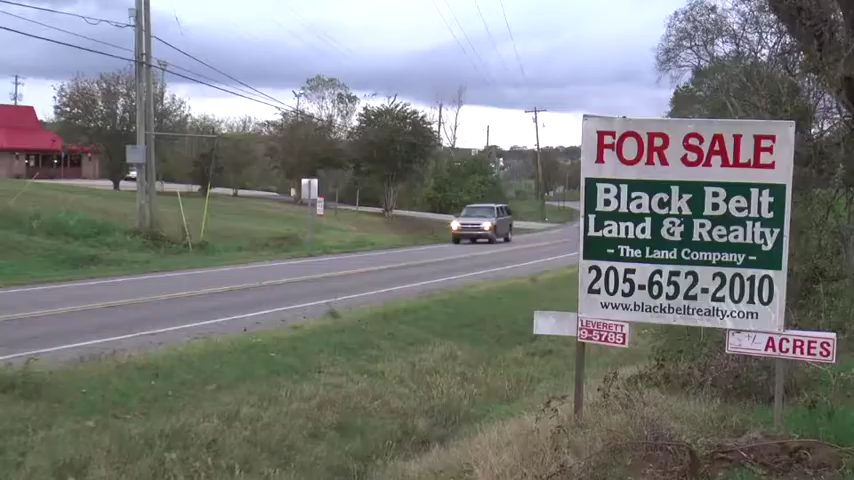 FOR SALE
Black Belt
Land & Realty
- The Land Company -
205-652-2010
www.blackbeltrealty.com
LEVERETT
9-5785
ACRES